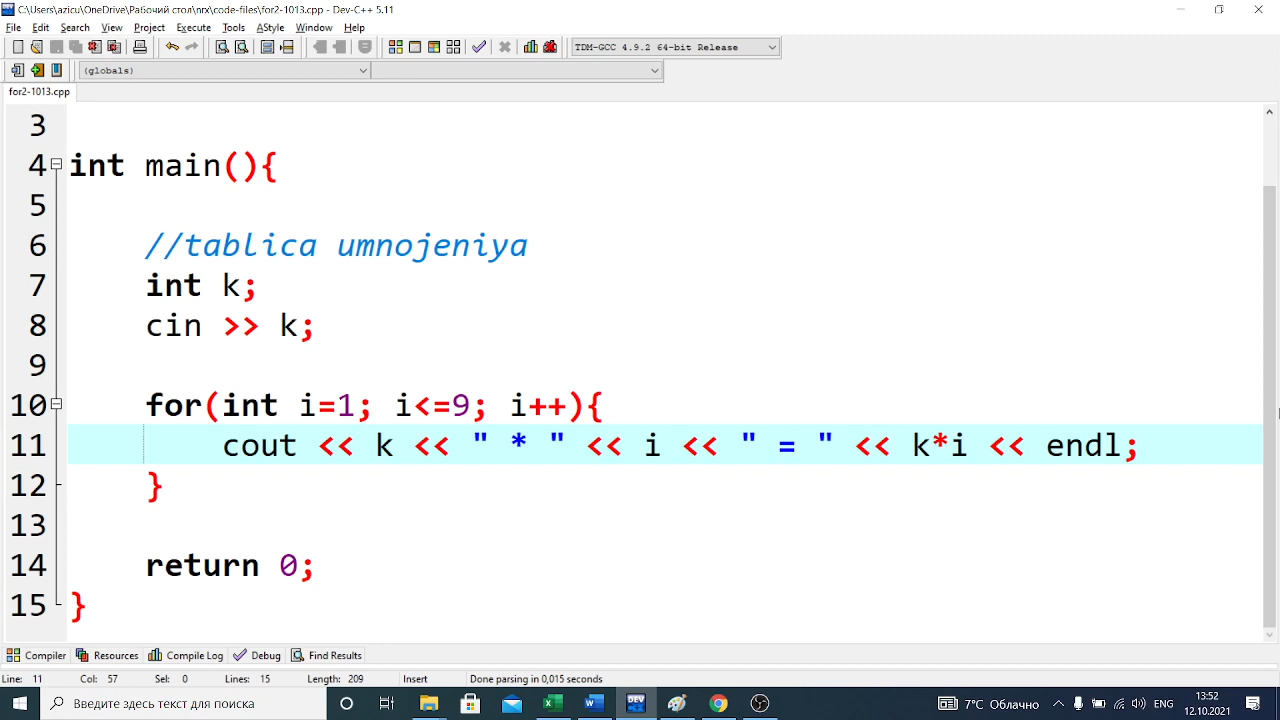 C:\Users\azicu\OneDrive\Рабочий стол\прх\code-files\for2-1013.cpp - Dev-C++ 5.11
File Edit Search View Project Execute Tools AStyle Window Help
TDM-GCC 4.9.2 64-bit Release
(globals)
for2-1013.cpp
3
4 int main(){
5
6 //tablica umnojeniya
7 int k;
8 cin >> k;
9
10 for(int i=1; i<=9; i++){
11 cout << k << " * " << i << " = " << k*i << endl;
12 }
13
14 return 0;
15 }
Compiler Resources Compile Log Debug Find Results
Line: 11 Col: 57 Sel: 0 Lines: 15 Length: 209 Insert Done parsing in 0,015 seconds
Введите здесь текст для поиска 7°C Облачно ENG 13:52
12.10.2021